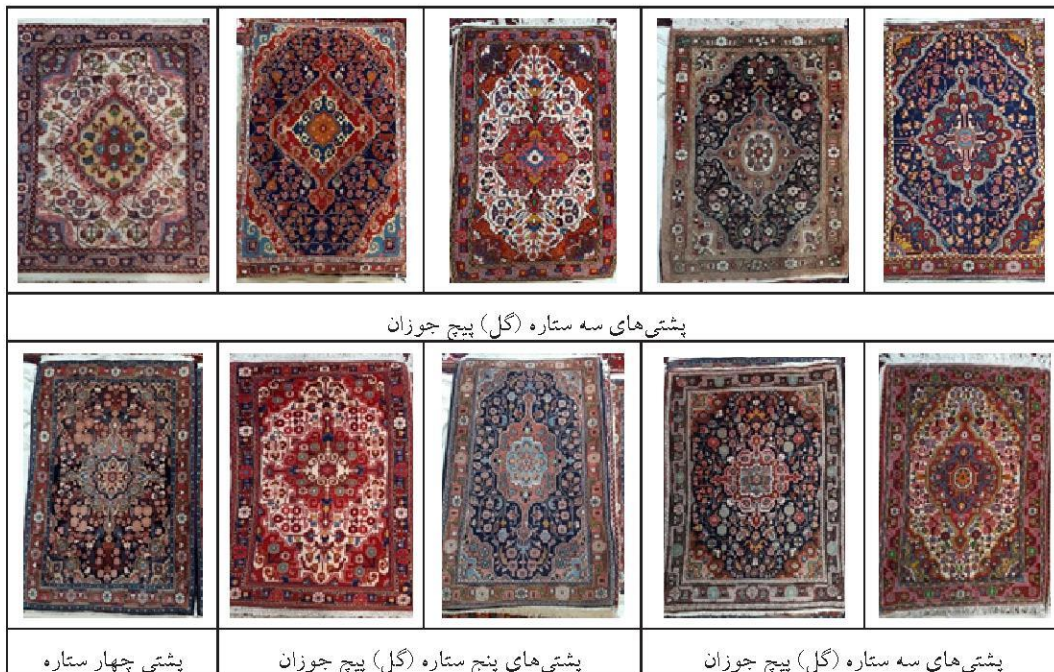 پشتی‌های سه ستاره (گل) پیچ جوزان
پشتی‌های سه ستاره (گل) پیچ جوزان
پشتی‌های پنج ستاره (گل) پیچ جوزان
پشتی چهار ستاره